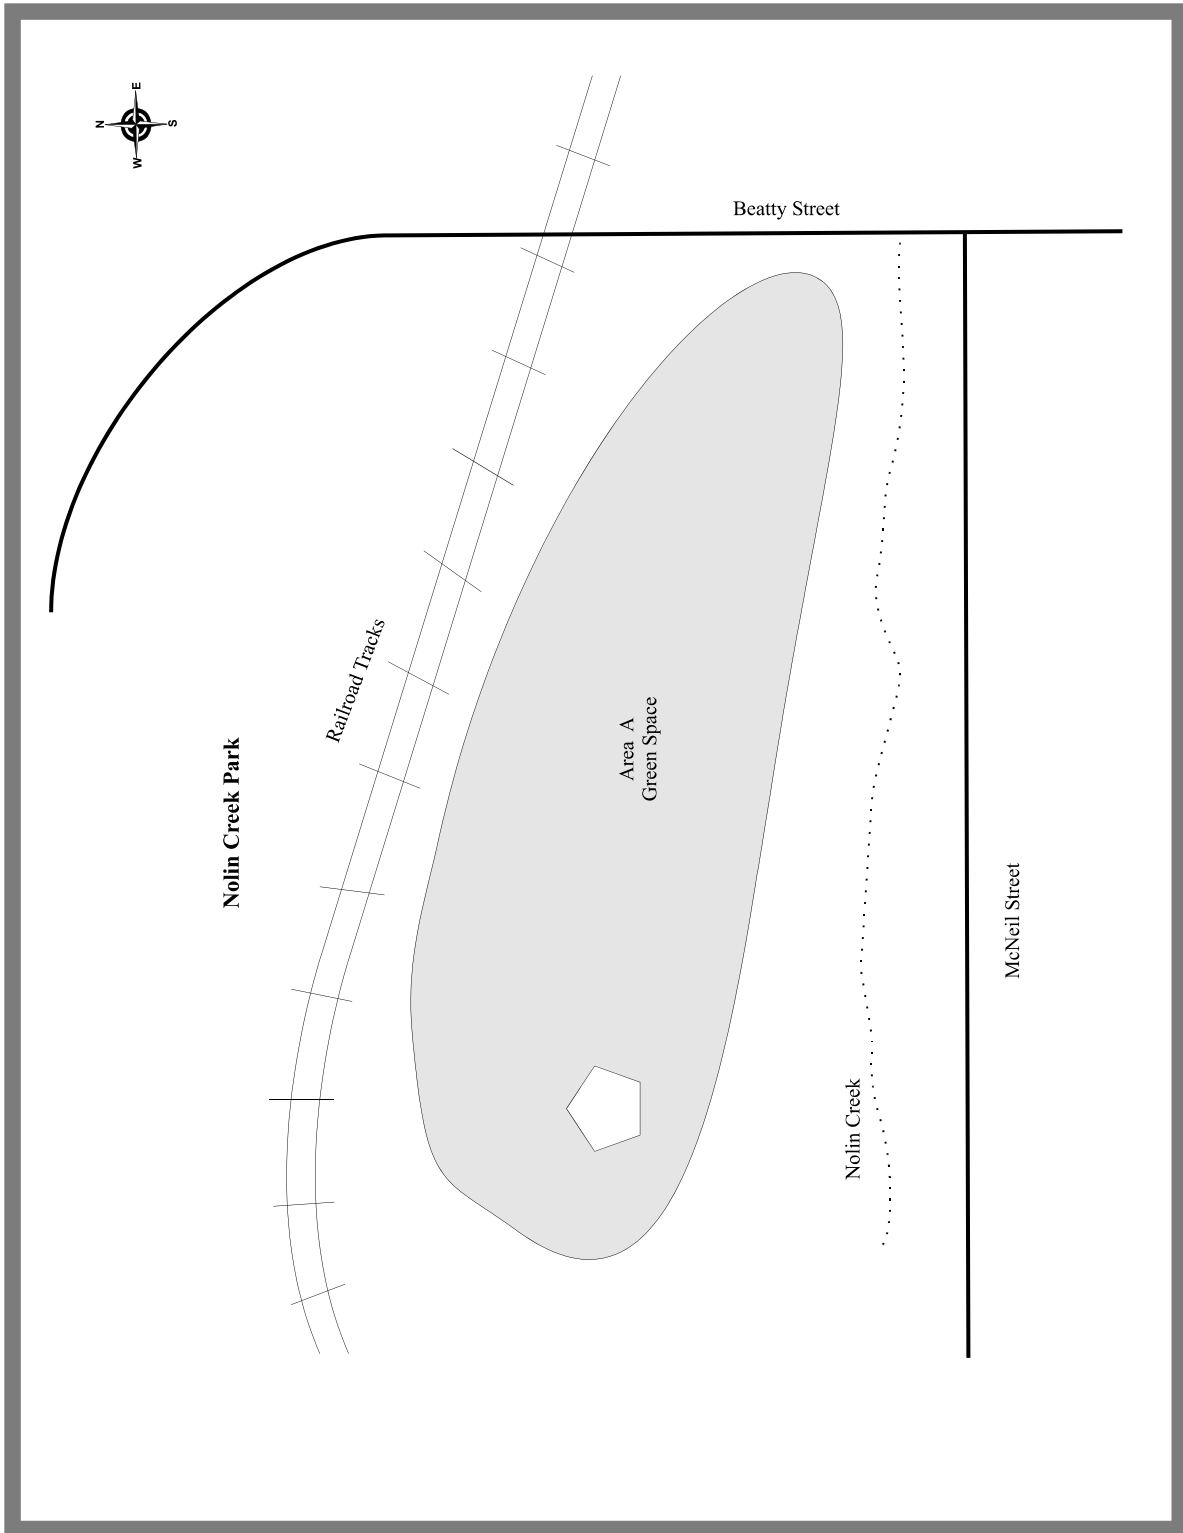 N
E
S
W
Beatty Street
Railroad Tracks
Nolin Creek Park
Area A
Green Space
McNeil Street
Nolin Creek